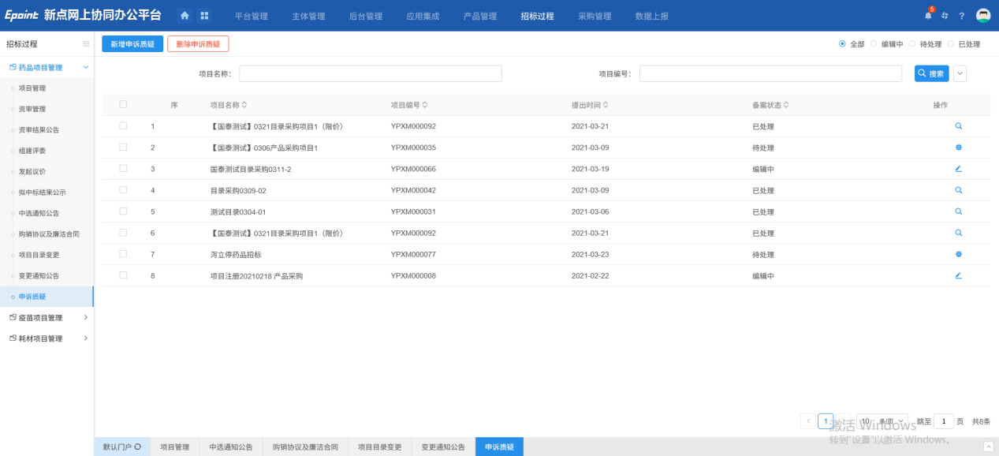 Epoint 新点网上协同办公平台 平台管理 主体管理 后台管理 应用集成 产品管理 招标过程 采购管理 数据上报 5
招标过程
新增申诉质疑 删除申诉质疑 全部 编辑中 待处理 已处理
药品项目管理
项目管理
资审管理
资审结果公告
组建评委
发起议价
拟中标结果公示
中选通知公告
购销协议及廉洁合同
项目目录变更
变更通知公告
申诉质疑
疫苗项目管理
耗材项目管理
项目名称: 项目编号: 搜索
序 项目名称 项目编号 提出时间 备案状态 操作
1 【国泰测试】0321目录采购项目1（限价） YPXM000092 2021-03-21 已处理
2 【国泰测试】0306产品采购项目1 YPXM000035 2021-03-09 待处理
3 国泰测试目录采购0311-2 YPXM000066 2021-03-19 编辑中
4 目录采购0309-02 YPXM000042 2021-03-09 已处理
5 测试目录0304-01 YPXM000031 2021-03-06 已处理
6 【国泰测试】0321目录采购项目1（限价） YPXM000092 2021-03-21 已处理
7 泻立停药品招标 YPXM000077 2021-03-23 待处理
8 项目注册20210218 产品采购 YPXM000008 2021-02-22 编辑中
1 10 条/页 跳至 1 页 共8条
激活 Windows
转到"设置"以激活 Windows。
默认门户 项目管理 中选通知公告 购销协议及廉洁合同 项目目录变更 变更通知公告 申诉质疑